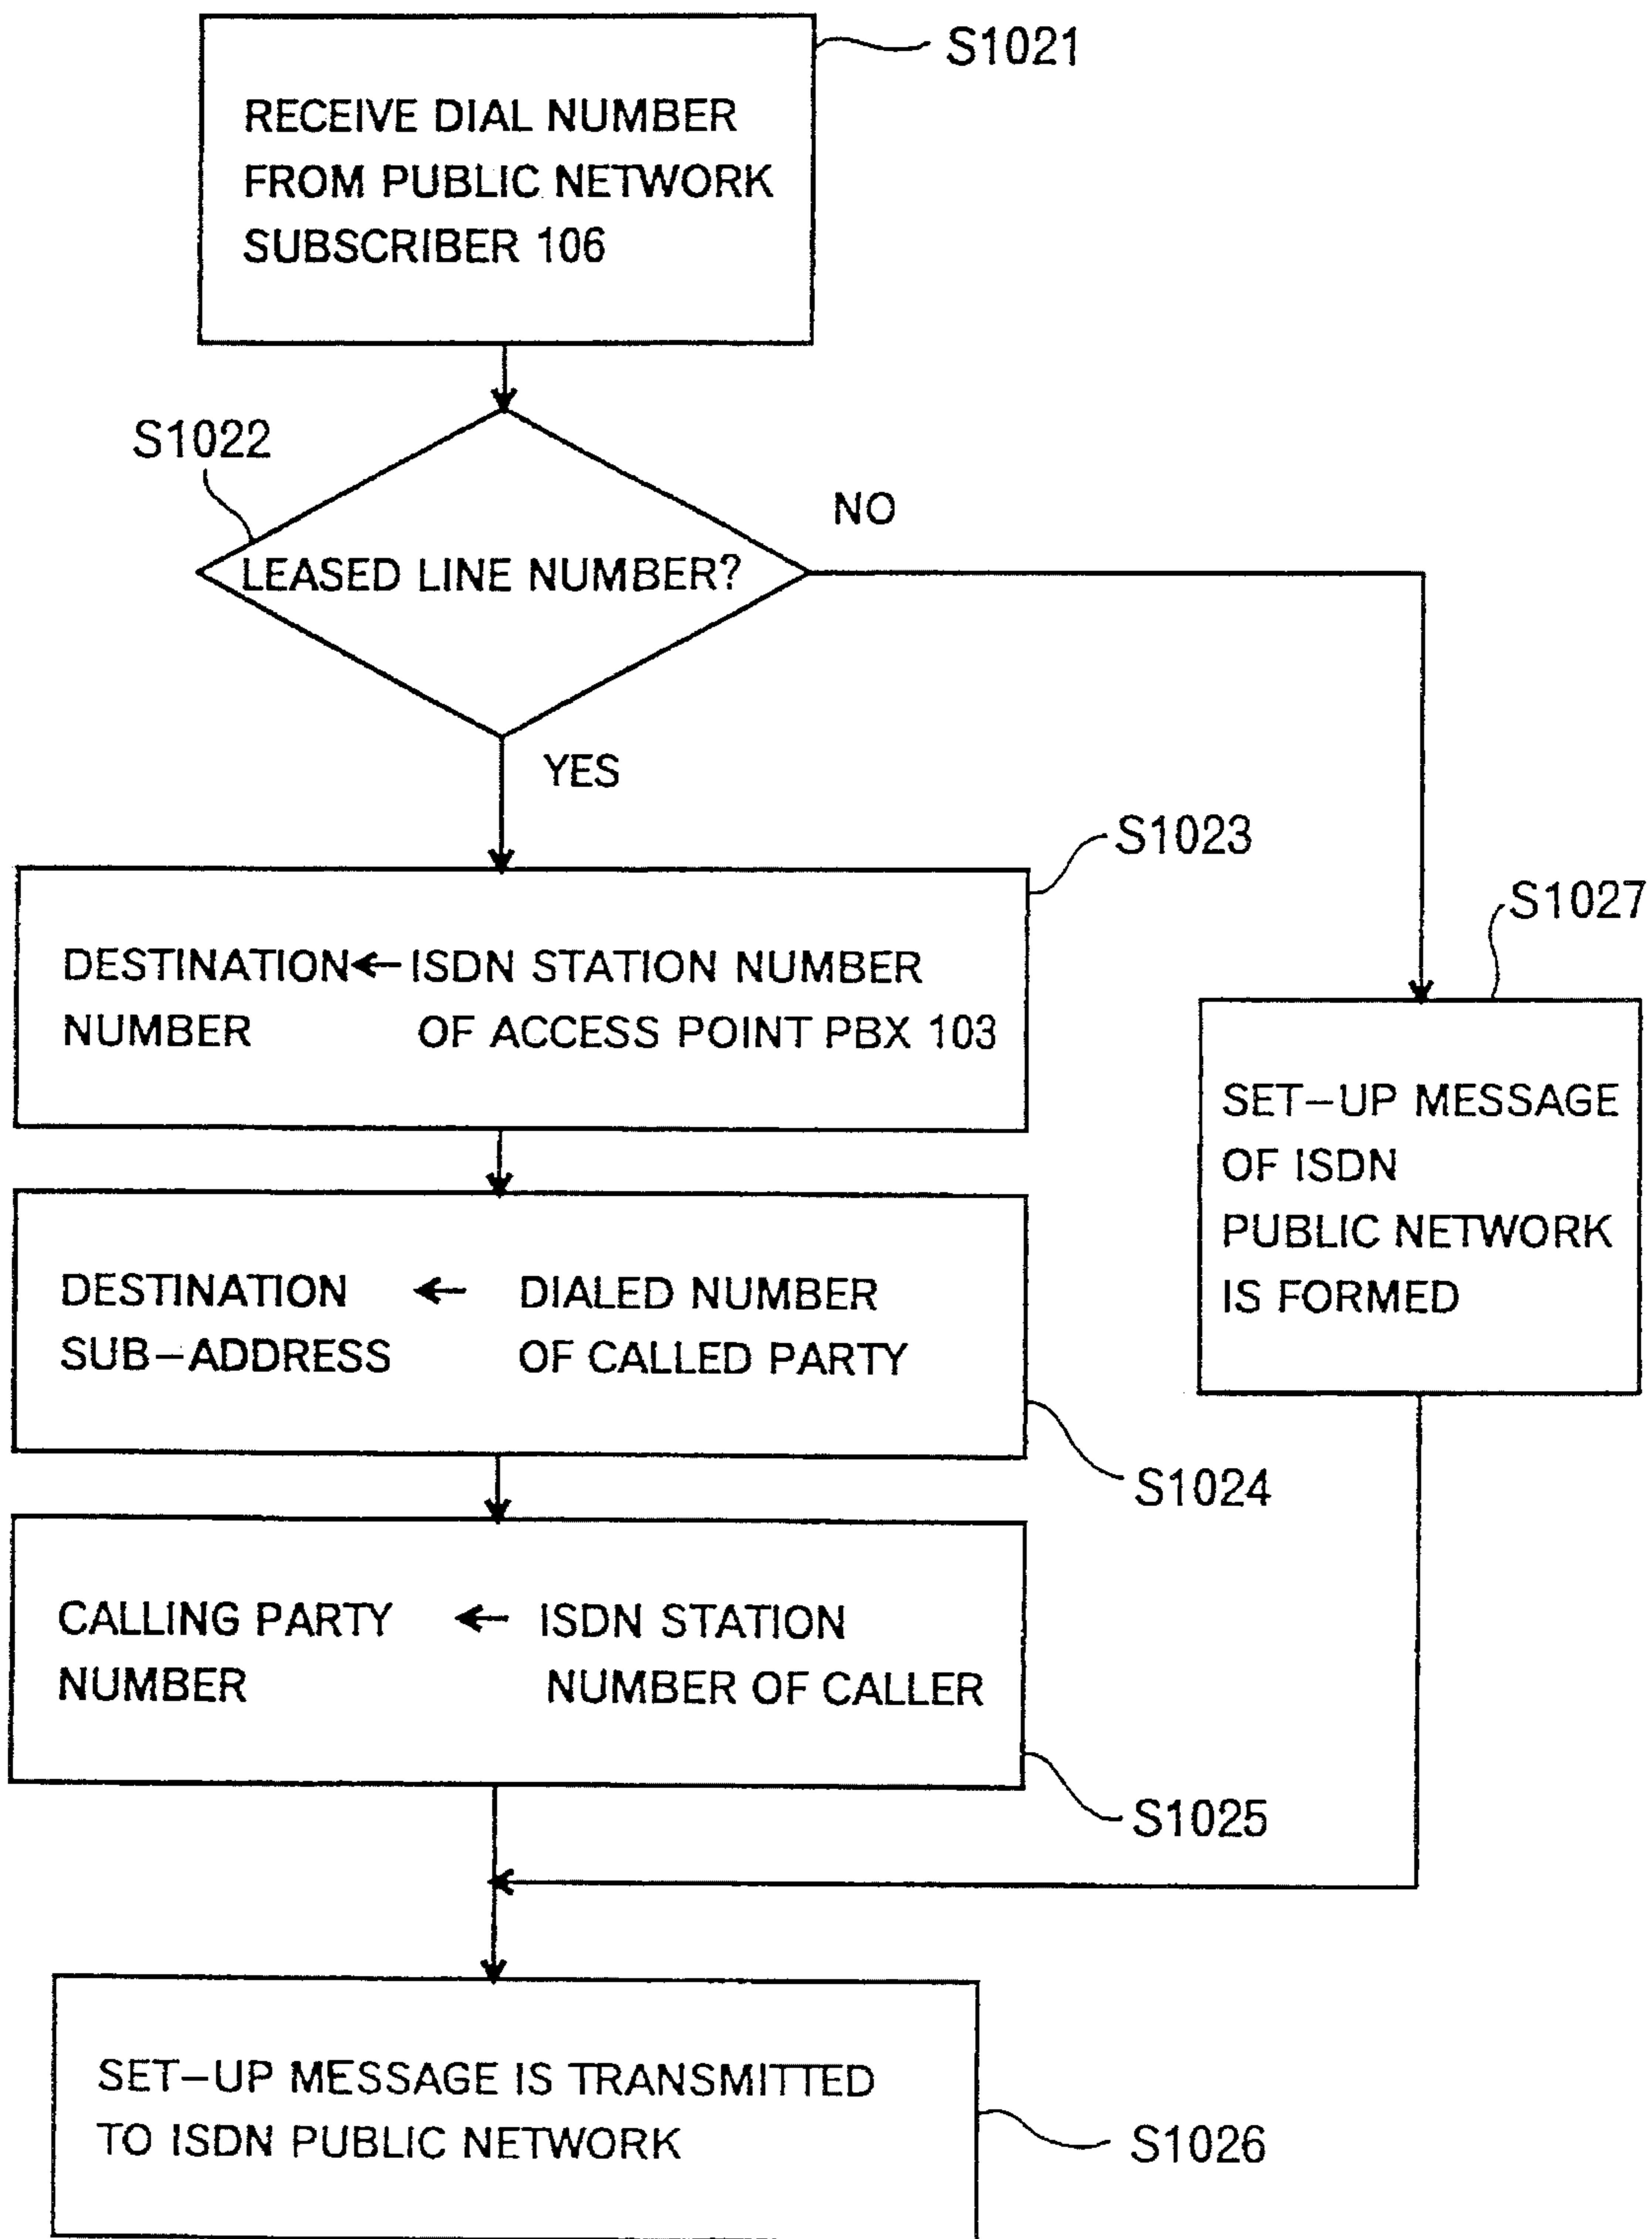 S1021
RECEIVE DIAL NUMBER
FROM PUBLIC NETWORK
SUBSCRIBER 106
S1022
LEASED LINE NUMBER?
NO
YES
S1023
DESTINATION ← ISDN STATION NUMBER
NUMBER OF ACCESS POINT PBX 103
S1027
SET-UP MESSAGE
OF ISDN
PUBLIC NETWORK
IS FORMED
DESTINATION ← DIALED NUMBER
SUB-ADDRESS OF CALLED PARTY
S1024
CALLING PARTY ← ISDN STATION
NUMBER NUMBER OF CALLER
S1025
SET-UP MESSAGE IS TRANSMITTED
TO ISDN PUBLIC NETWORK
S1026